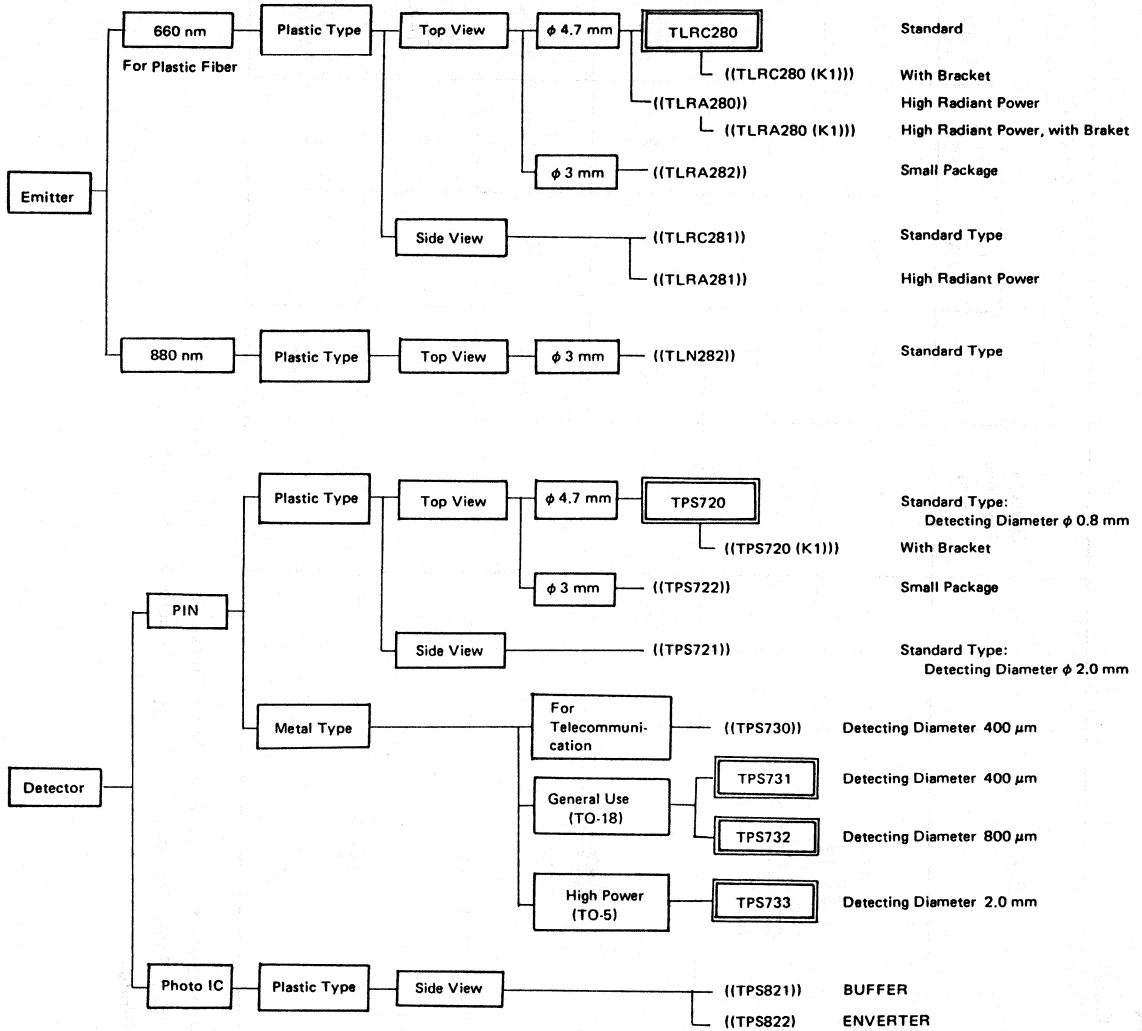 660 nm
Plastic Type
Top View
φ 4.7 mm
TLRC280
Standard
For Plastic Fiber
((TLRC280 (K1)))
With Bracket
((TLRA280))
High Radiant Power
((TLRA280 (K1)))
High Radiant Power, with Braket
φ 3 mm
((TLRA282))
Small Package
Emitter
Side View
((TLRC281))
Standard Type
((TLRA281))
High Radiant Power
880 nm
Plastic Type
Top View
φ 3 mm
((TLN282))
Standard Type
Plastic Type
Top View
φ 4.7 mm
TPS720
Standard Type:
Detecting Diameter φ 0.8 mm
((TPS720 (K1)))
With Bracket
φ 3 mm
((TPS722))
Small Package
PIN
Side View
((TPS721))
Standard Type:
Detecting Diameter φ 2.0 mm
Metal Type
For
Telecommuni-
cation
((TPS730))
Detecting Diameter 400 μm
Detector
General Use
(TO-18)
TPS731
Detecting Diameter 400 μm
TPS732
Detecting Diameter 800 μm
High Power
(TO-5)
TPS733
Detecting Diameter 2.0 mm
Photo IC
Plastic Type
Side View
((TPS821))
BUFFER
((TPS822)
ENVERTER